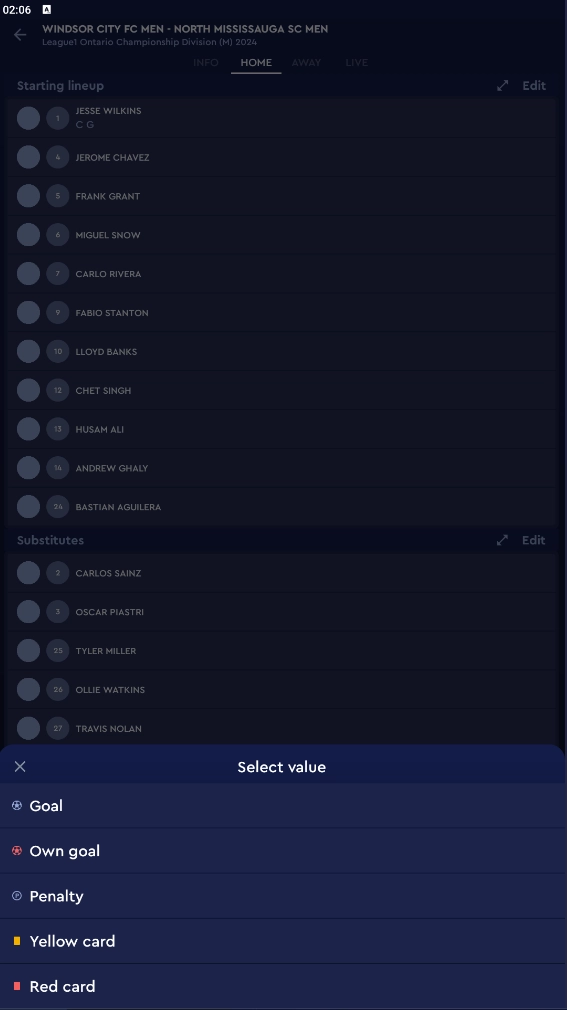 02:06 A
WINDSOR CITY FC MEN - NORTH MISSISSAUGA SC MEN
League1 Ontario Championship Division (M) 2024
INFO HOME AWAY LIVE
Starting lineup Edit
1 JESSE WILKINS
C G
4 JEROME CHAVEZ
5 FRANK GRANT
6 MIGUEL SNOW
7 CARLO RIVERA
9 FABIO STANTON
10 LLOYD BANKS
12 CHET SINGH
13 HUSAM ALI
14 ANDREW GHALY
24 BASTIAN AGUILERA
Substitutes Edit
2 CARLOS SAINZ
3 OSCAR PIASTRI
25 TYLER MILLER
26 OLLIE WATKINS
27 TRAVIS NOLAN
Select value
Goal
Own goal
P Penalty
Yellow card
Red card